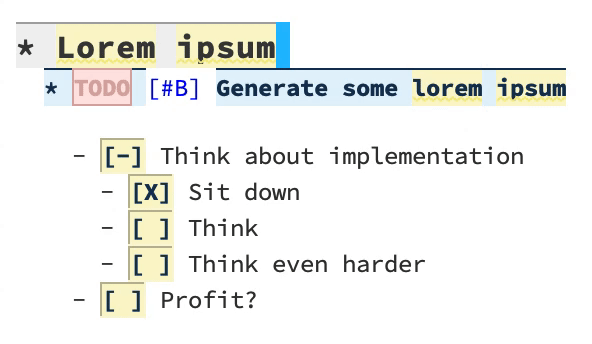 * Lorem ipsum
* TODO [#B] Generate some lorem ipsum
- [-] Think about implementation
- [X] Sit down
- [ ] Think
- [ ] Think even harder
- [ ] Profit?